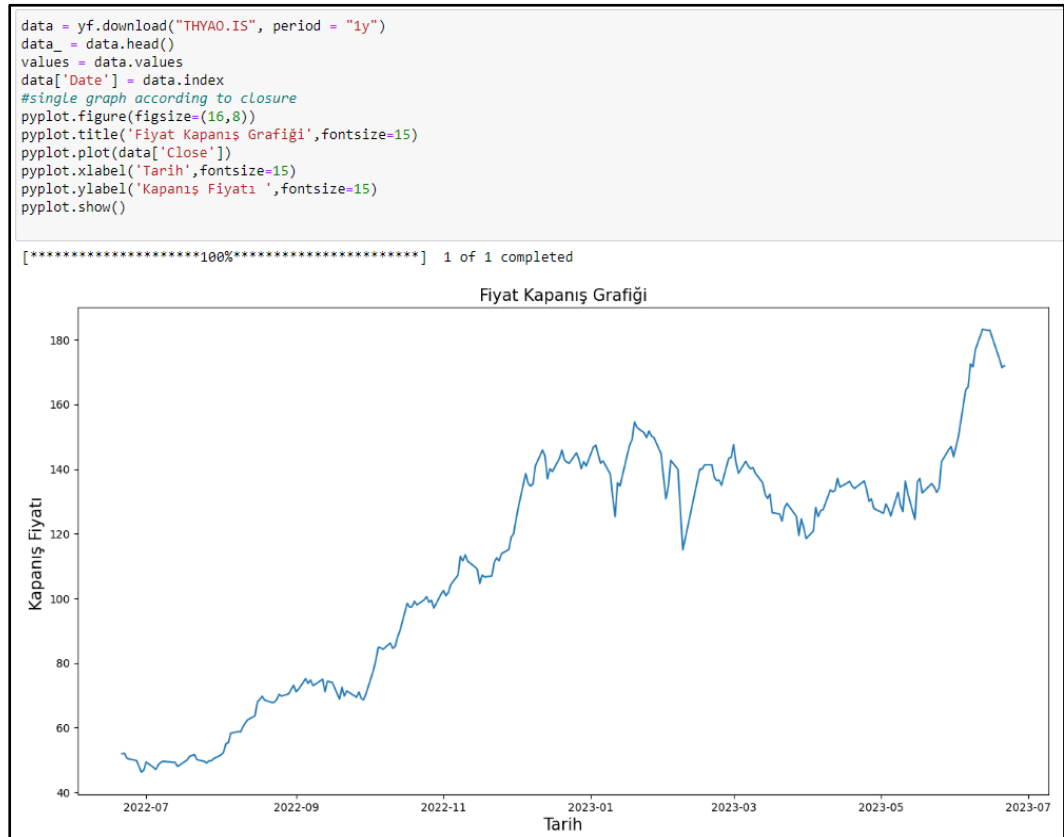 data = yf.download("THYAO.IS", period = "1y")
data_ = data.head()
values = data.values
data['Date'] = data.index
#single graph according to closure
pyplot.figure(figsize=(16,8))
pyplot.title('Fiyat Kapanış Grafiği',fontsize=15)
pyplot.plot(data['Close'])
pyplot.xlabel('Tarih',fontsize=15)
pyplot.ylabel('Kapanış Fiyatı ',fontsize=15)
pyplot.show()
[*********************100%***********************]  1 of 1 completed
Fiyat Kapanış Grafiği
Kapanış Fiyatı
180
160
140
120
100
80
60
40
2022-07 2022-09 2022-11 2023-01 2023-03 2023-05 2023-07
Tarih